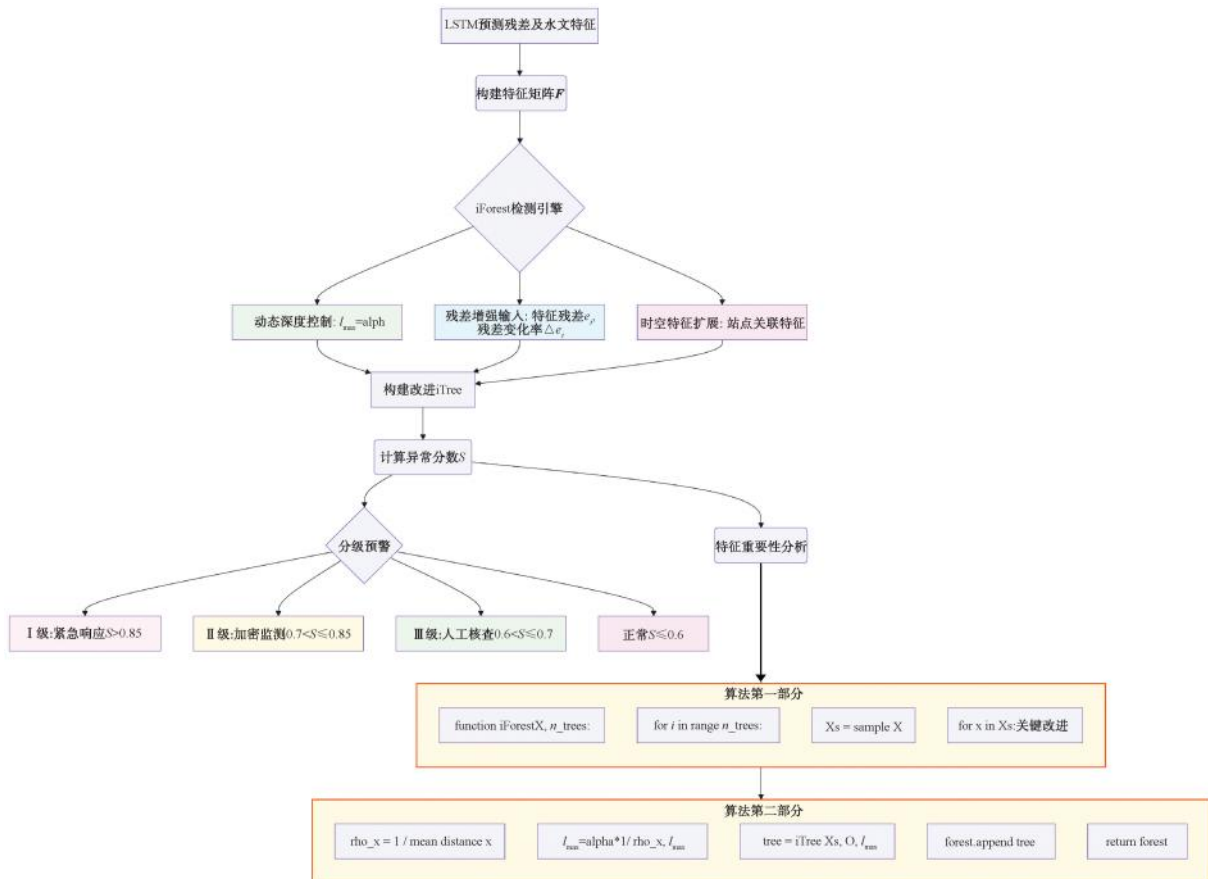 LSTM预测残差及水文特征
构建特征矩阵F
iForest检测引擎
动态深度控制: lmax=alph
残差增强输入: 特征残差et,
残差变化率△et
时空特征扩展: 站点关联特征
构建改进iTree
计算异常分数S
分级预警
特征重要性分析
Ⅰ级:紧急响应S>0.85
Ⅱ级:加密监测0.7<S≤0.85
Ⅲ级:人工核查0.6<S≤0.7
正常S≤0.6
算法第一部分
function iForestX, n_trees:
for i in range n_trees:
Xs = sample X
for x in Xs:关键改进
算法第二部分
rho_x = 1 / mean distance x
lmax=alpha*1/ rho_x, lmax
tree = iTree Xs, O, lmax
forest.append tree
return forest